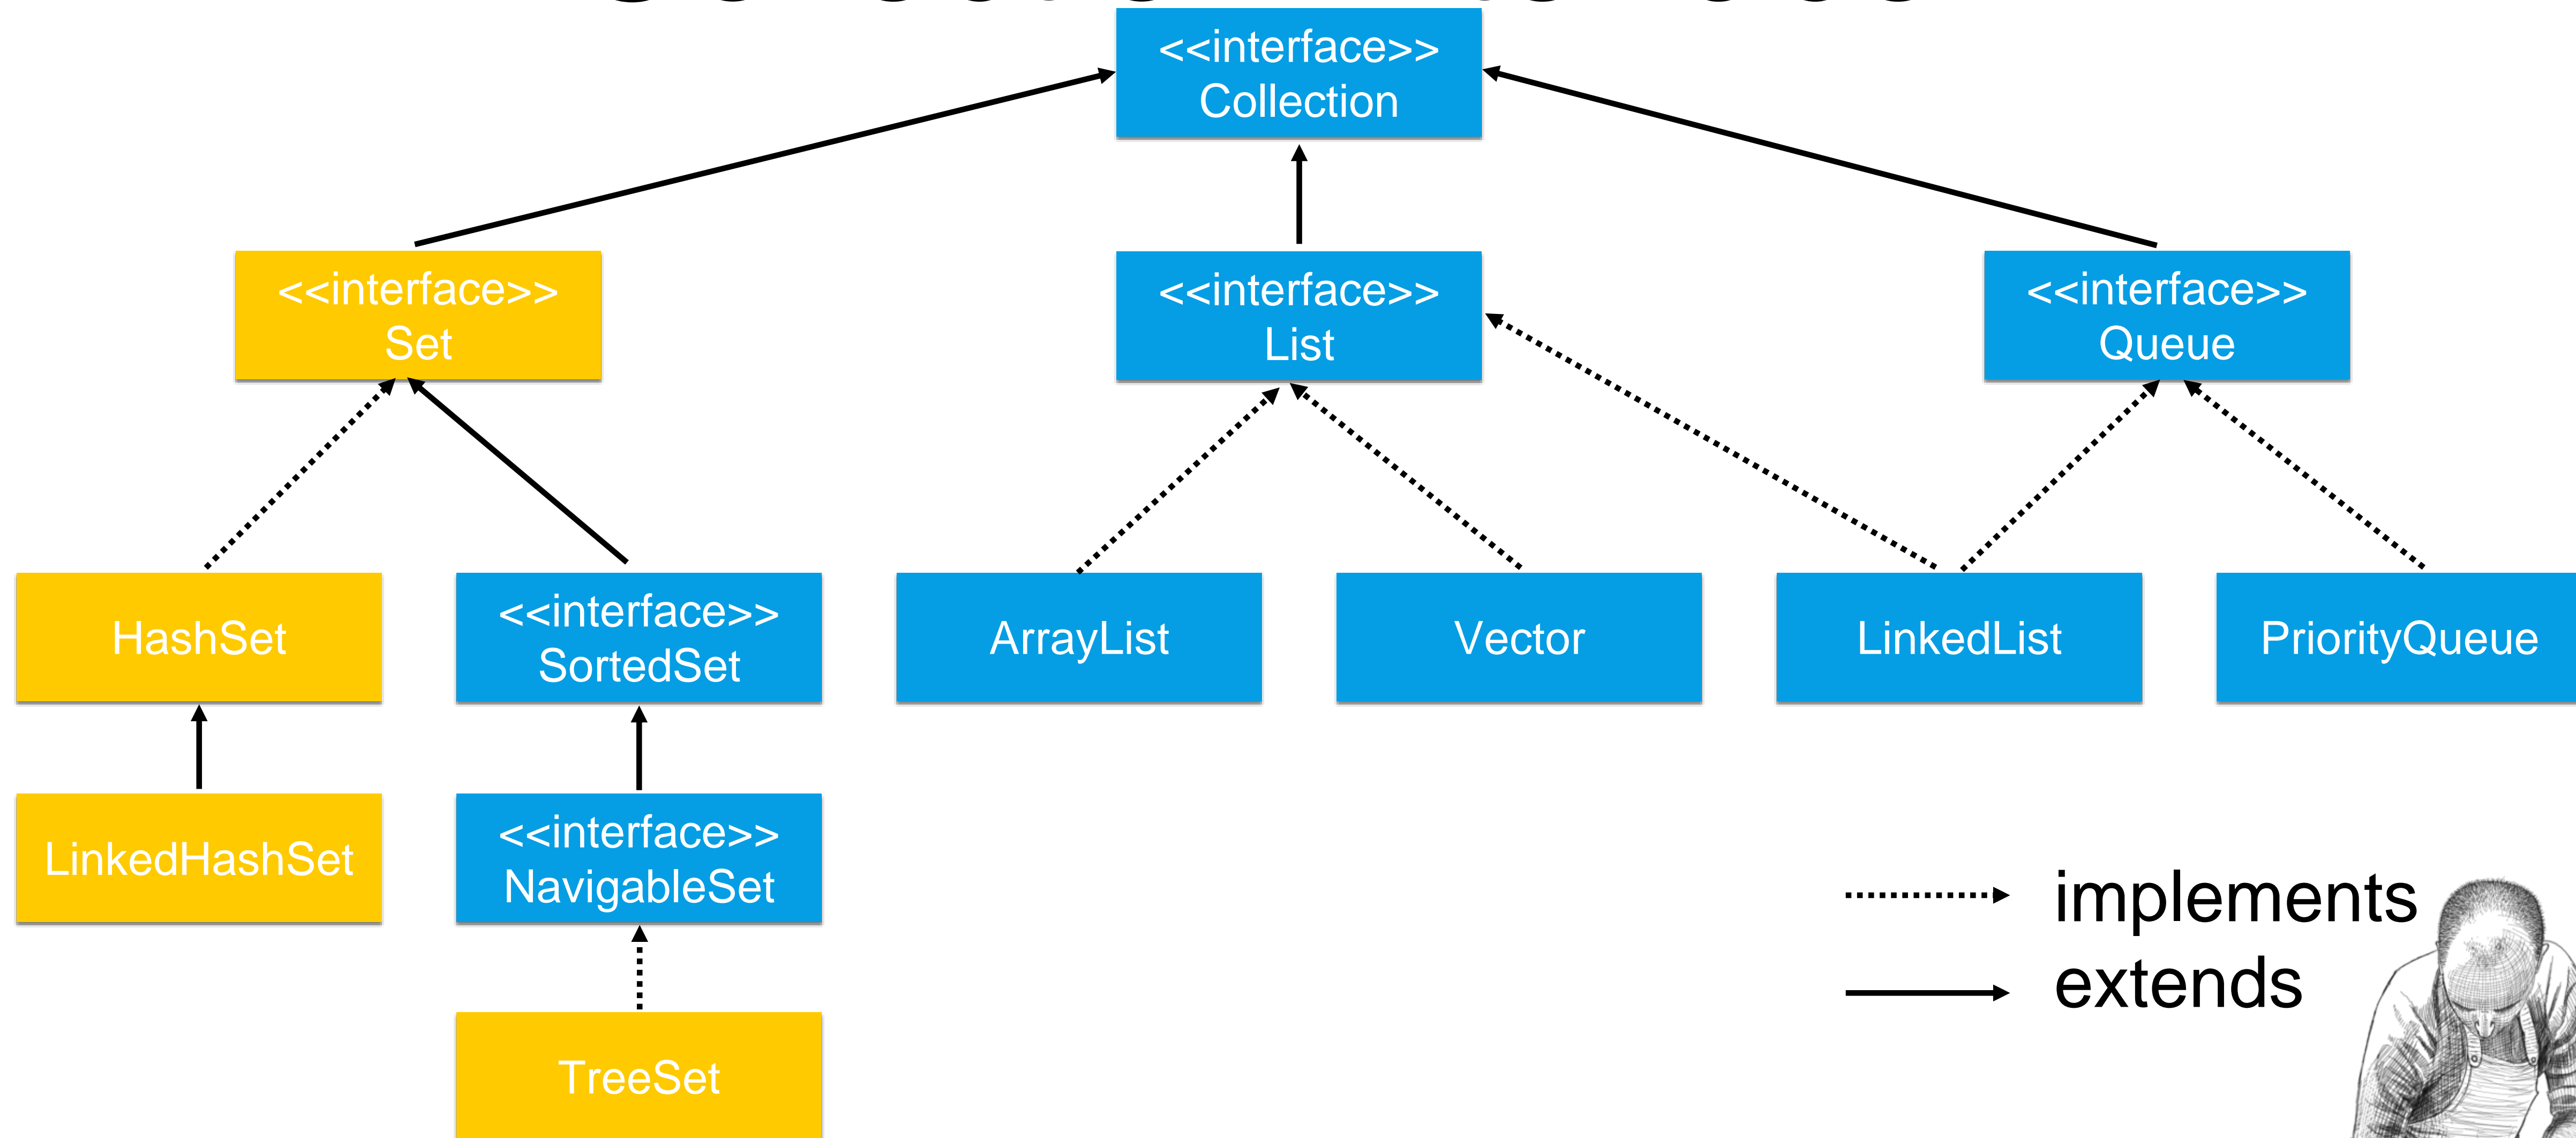 <<interface>>
Collection
<<interface>>
Set
<<interface>>
List
<<interface>>
Queue
HashSet
<<interface>>
SortedSet
ArrayList
Vector
LinkedList
PriorityQueue
LinkedHashSet
<<interface>>
NavigableSet
implements
extends
TreeSet